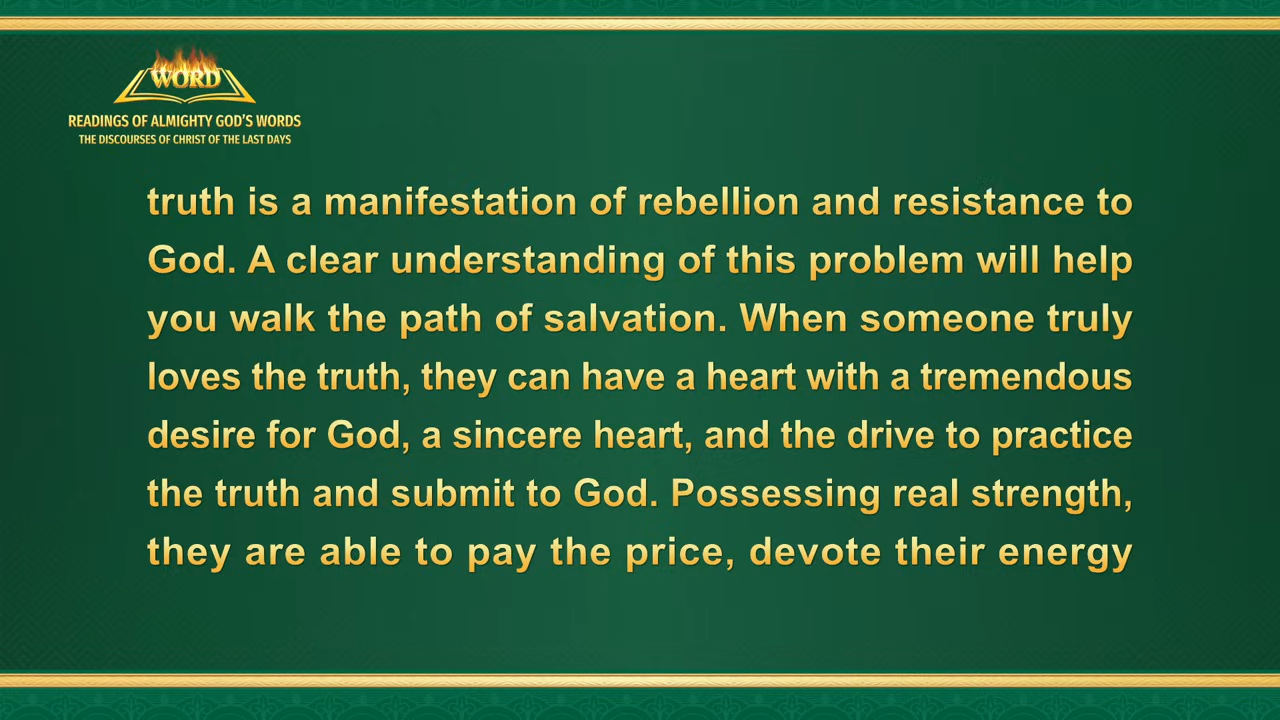 WORD
READINGS OF ALMIGHTY GOD'S WORDS
THE DISCOURSES OF CHRIST OF THE LAST DAYS
truth is a manifestation of rebellion and resistance to
God. A clear understanding of this problem will help
you walk the path of salvation. When someone truly
loves the truth, they can have a heart with a tremendous
desire for God, a sincere heart, and the drive to practice
the truth and submit to God. Possessing real strength,
they are able to pay the price, devote their energy